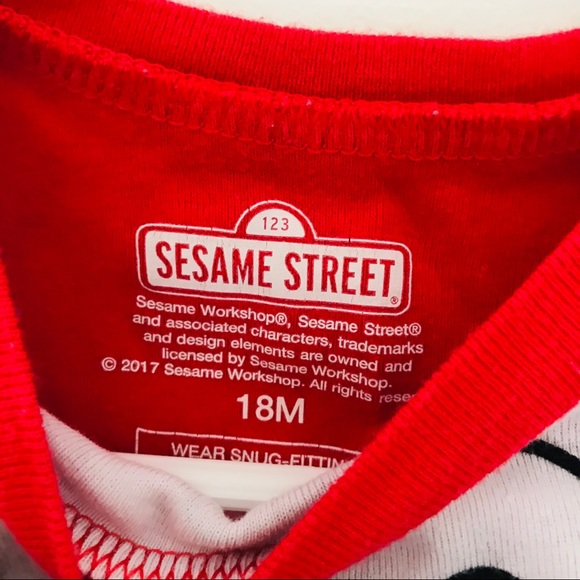 123
SESAME STREET®
Sesame Workshop®, Sesame Street®
and associated characters, trademarks
and design elements are owned and
licensed by Sesame Workshop.
© 2017 Sesame Workshop. All rights
18M
WEAR SNUG-FITTING